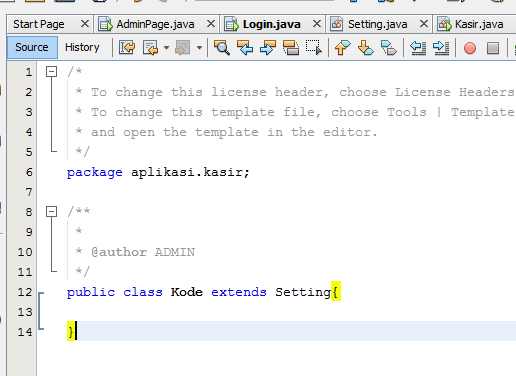 Start Page AdminPage.java Login.java Setting.java Kasir.java
Source History
1 /*
2 * To change this license header, choose License Headers
3 * To change this template file, choose Tools | Template
4 * and open the template in the editor.
5 */
6 package aplikasi.kasir;
7
8 /**
9 *
10 * @author ADMIN
11 */
12 public class Kode extends Setting{
13
14 }